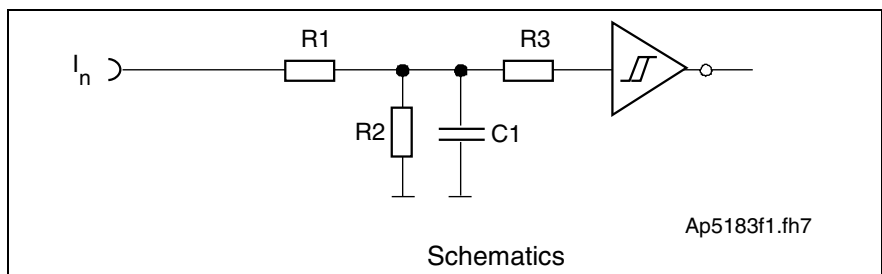 R1
R3
In
R2
C1
Ap5183f1.fh7
Schematics